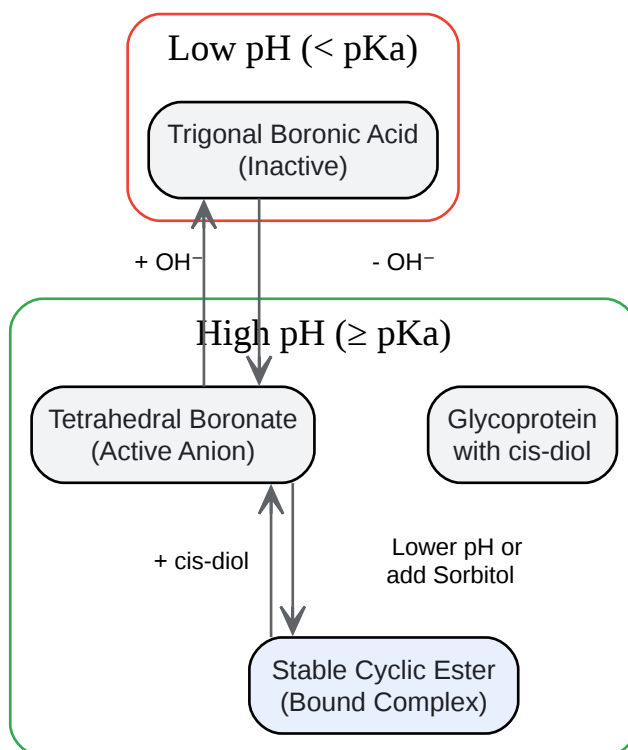 Low pH (< pKa)
Trigonal Boronic Acid
(Inactive)
+ OH⁻
- OH⁻
High pH (≥ pKa)
Tetrahedral Boronate
(Active Anion)
Glycoprotein
with cis-diol
+ cis-diol
Lower pH or
add Sorbitol
Stable Cyclic Ester
(Bound Complex)